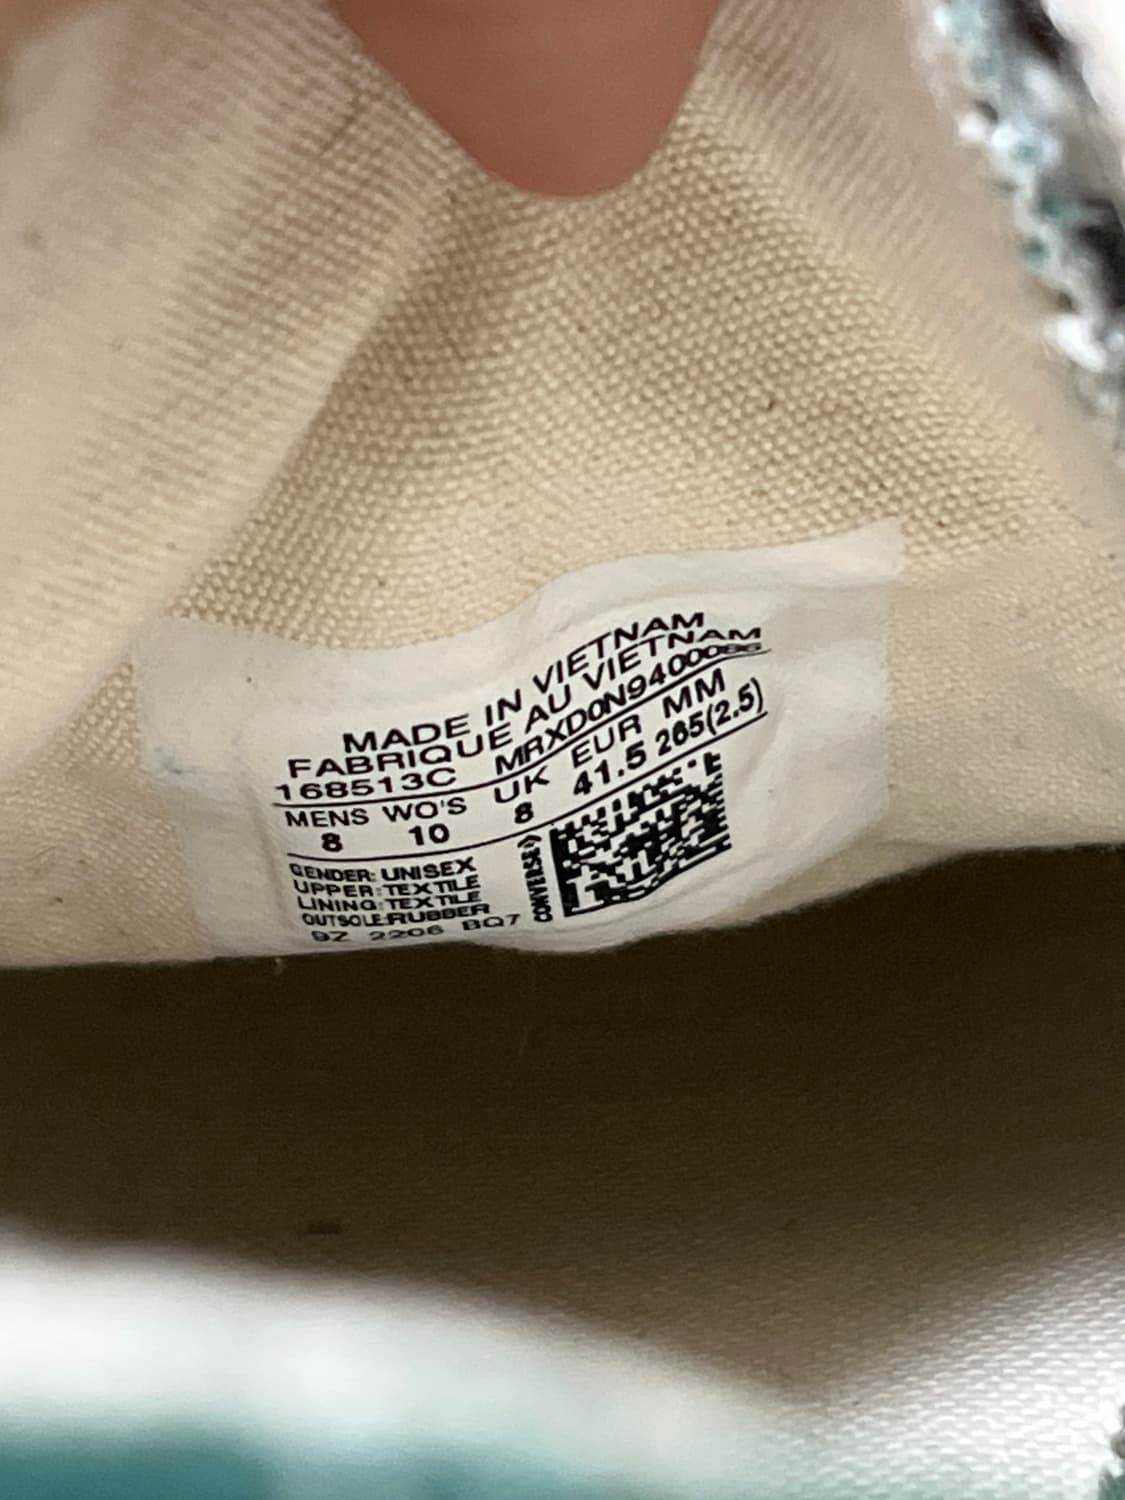 MADE IN VIETNAM
FABRIQUE AU VIETNAM
168513C MRXD0N9400086
MENS WO'S UK EUR MM
8 10 8 41.5 265(2.5)
GENDER: UNISEX
UPPER: TEXTILE
LINING: TEXTILE
OUTSOLE:RUBBER
9Z 2206 BQ7
CONVERSE